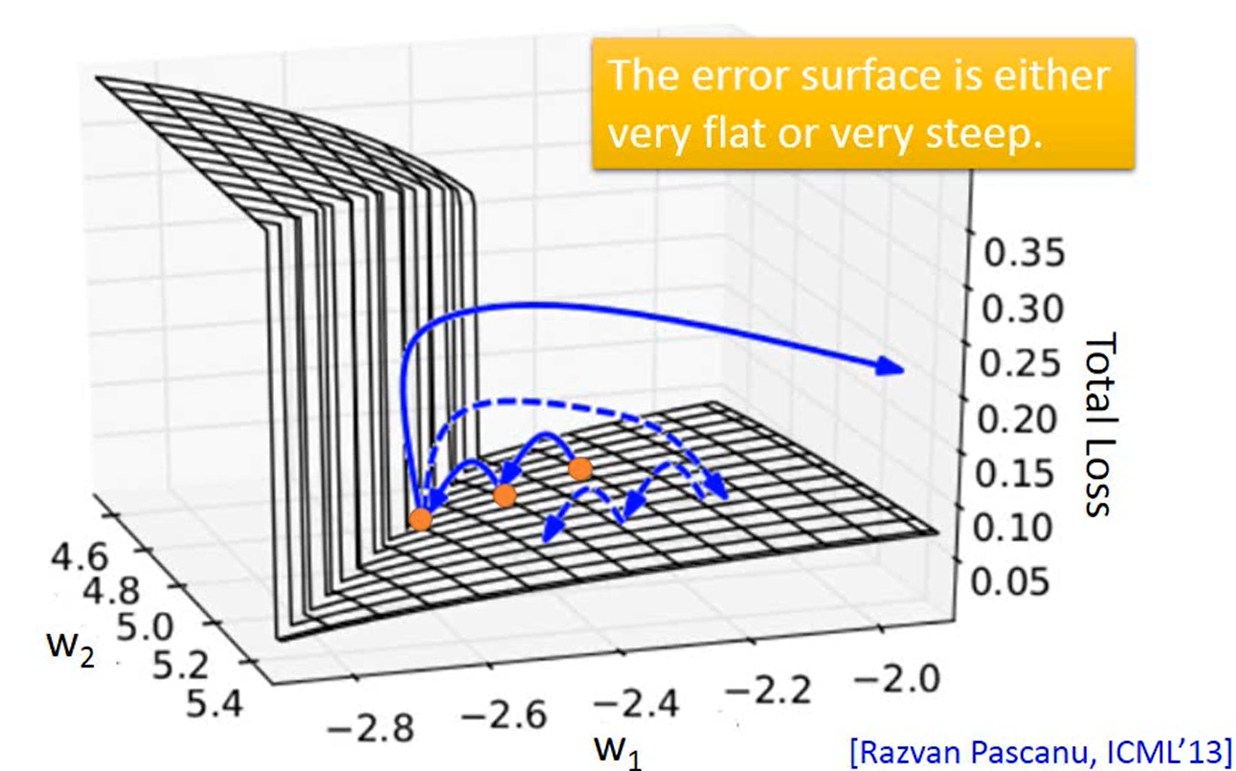 The error surface is either
very flat or very steep.
0.35
0.30
0.25
0.20
0.15
0.10
0.05
Total Loss
4.6
4.8
5.0
5.2
5.4
w2
−2.8
−2.6
−2.4
−2.2
−2.0
w1
[Razvan Pascanu, ICML’13]